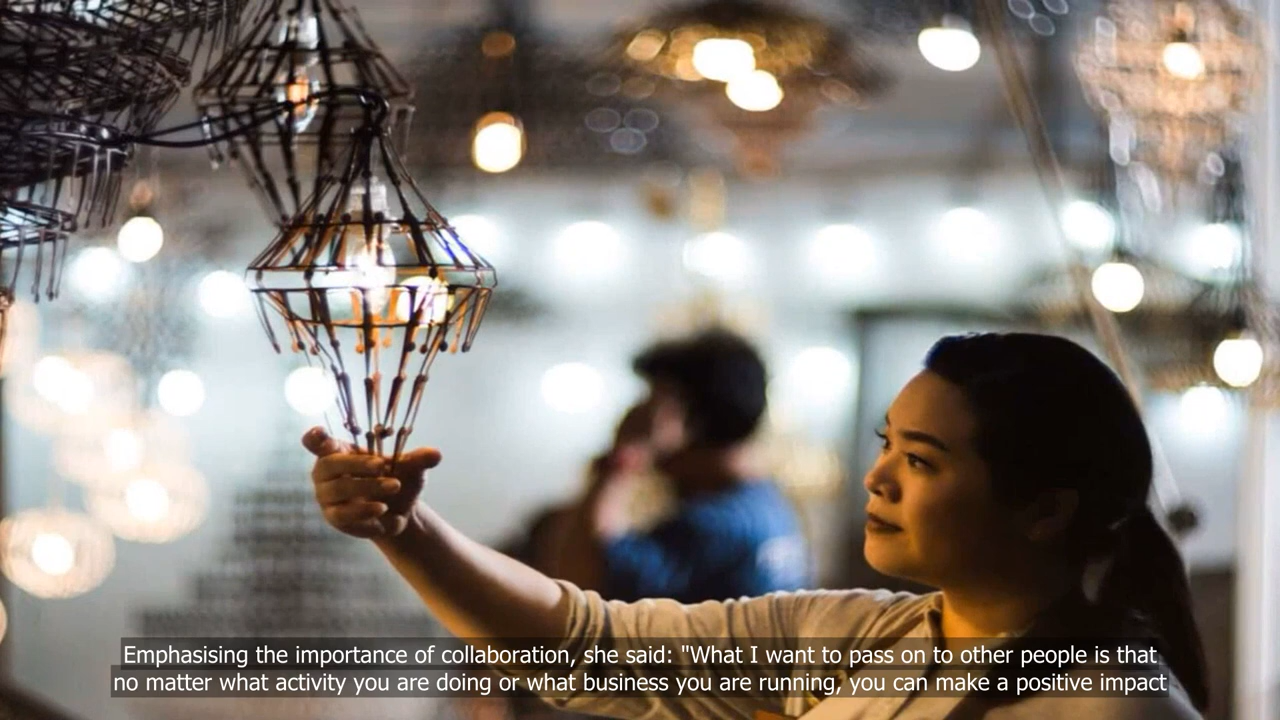 Emphasising the importance of collaboration, she said: "What I want to pass on to other people is that
no matter what activity you are doing or what business you are running, you can make a positive impact